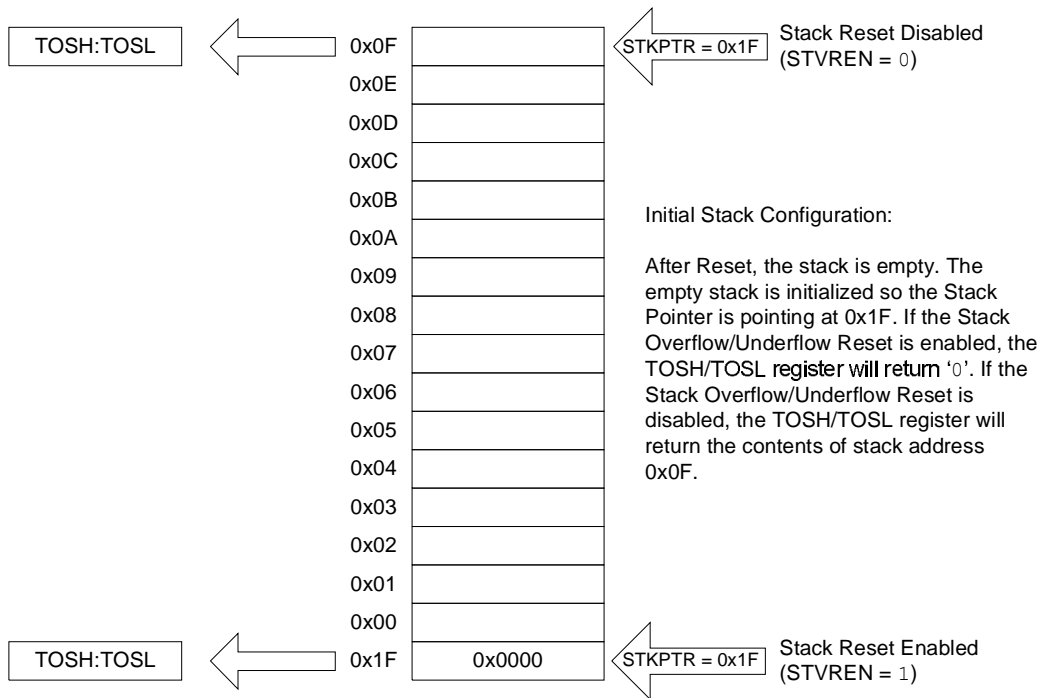 TOSH:TOSL
0x0F
STKPTR = 0x1F
Stack Reset Disabled
(STVREN = 0)
0x0E
0x0D
0x0C
0x0B
0x0A
0x09
0x08
0x07
0x06
0x05
0x04
0x03
0x02
0x01
0x00
Initial Stack Configuration:
After Reset, the stack is empty. The
empty stack is initialized so the Stack
Pointer is pointing at 0x1F. If the Stack
Overflow/Underflow Reset is enabled, the
TOSH/TOSL register will return ‘0’. If the
Stack Overflow/Underflow Reset is
disabled, the TOSH/TOSL register will
return the contents of stack address
0x0F.
TOSH:TOSL
0x1F
0x0000
STKPTR = 0x1F
Stack Reset Enabled
(STVREN = 1)